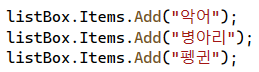 listBox.Items.Add("악어");
listBox.Items.Add("병아리");
listBox.Items.Add("펭귄");